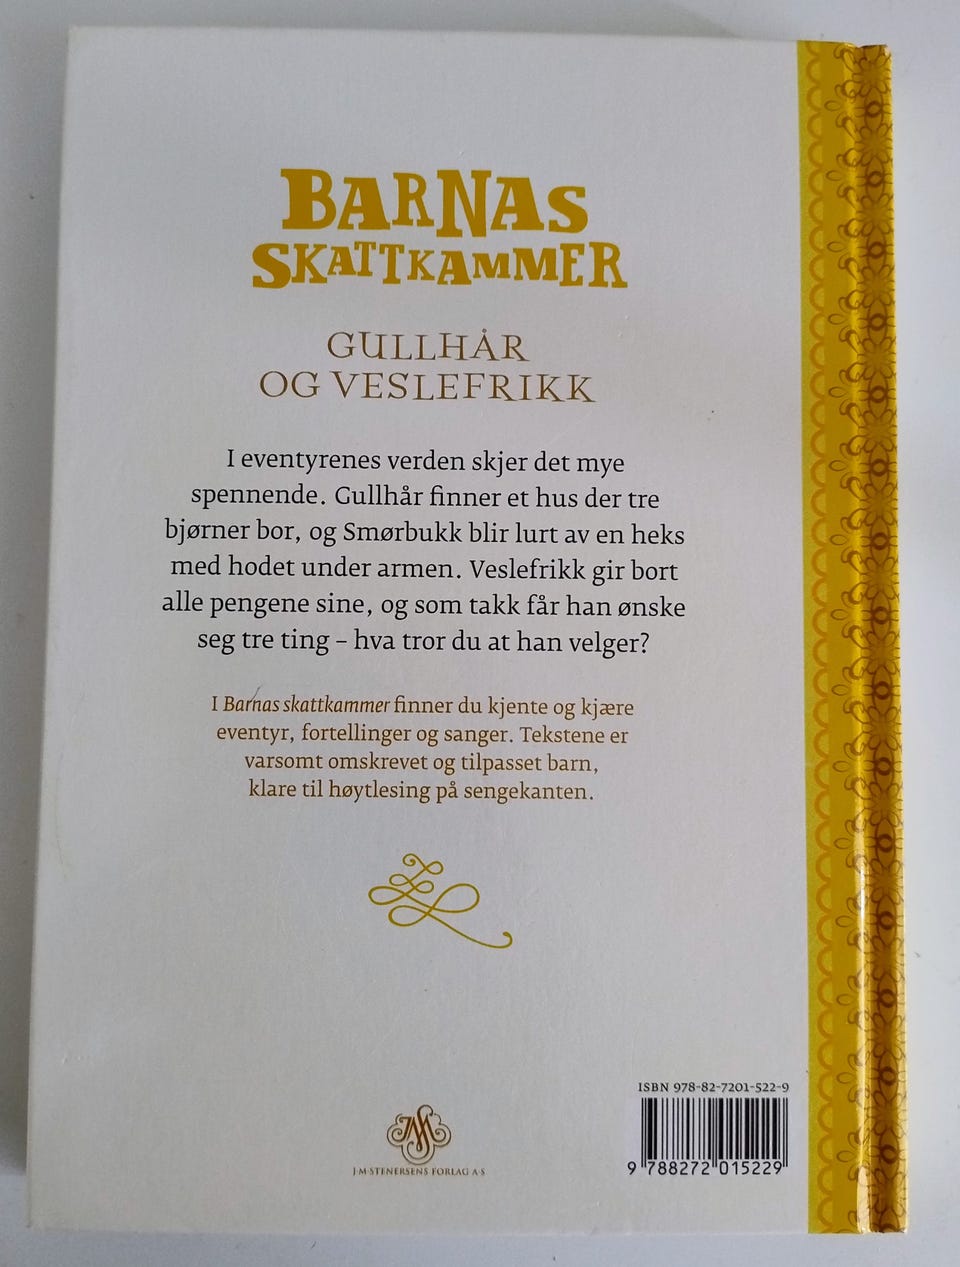 BARNAS
SKATTKAMMER
GULLHÅR
OG VESLEFRIKK
I eventyrenes verden skjer det mye
spennende. Gullhår finner et hus der tre
bjørner bor, og Smørbukk blir lurt av en heks
med hodet under armen. Veslefrikk gir bort
alle pengene sine, og som takk får han ønske
seg tre ting – hva tror du at han velger?
I Barnas skattkammer finner du kjente og kjære
eventyr, fortellinger og sanger. Tekstene er
varsomt omskrevet og tilpasset barn,
klare til høytlesing på sengekanten.
ISBN 978-82-7201-522-9
9 788272 015229
J·M·STENERSENS FORLAG A·S